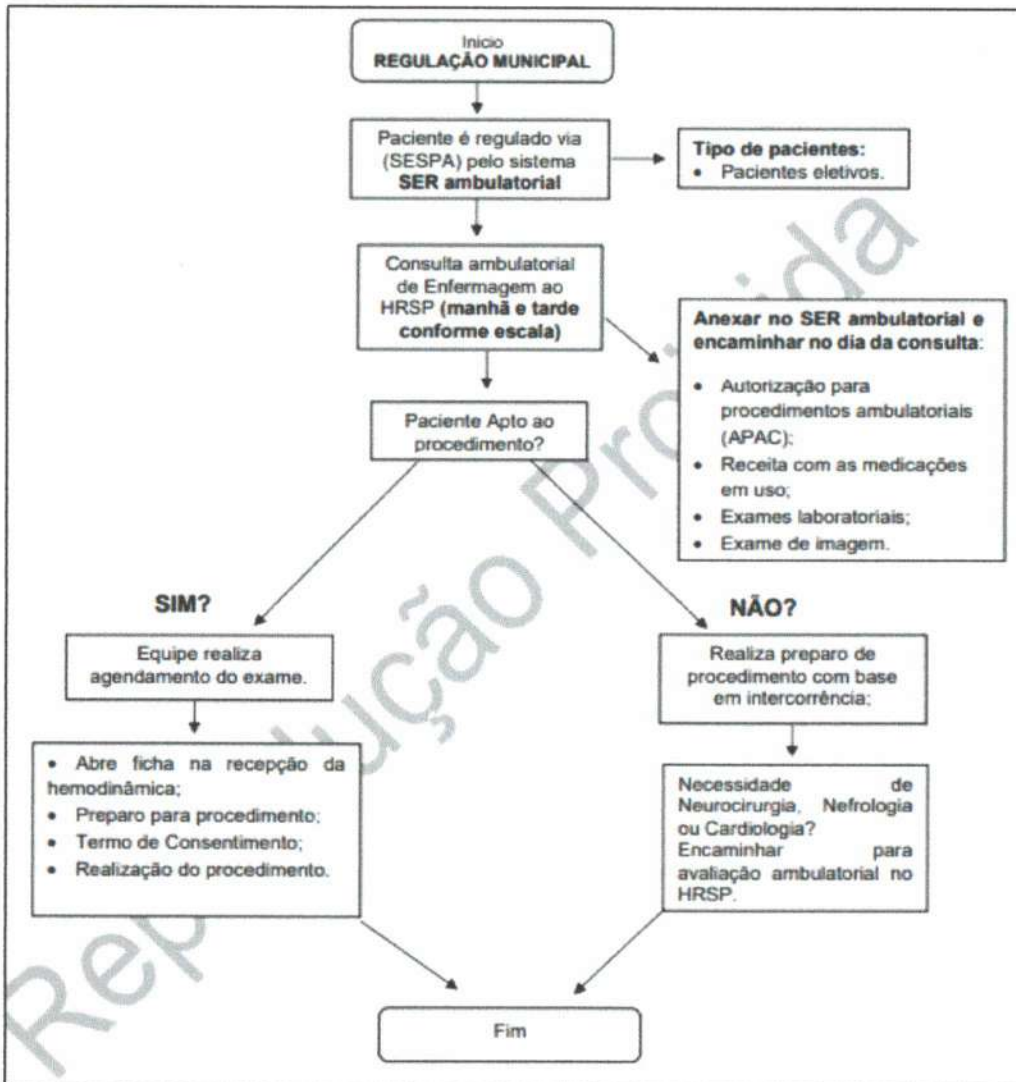 Inicio
REGULAÇÃO MUNICIPAL
Paciente é regulado via
(SESPA) pelo sistema
SER ambulatorial
Tipo de pacientes:
• Pacientes eletivos.
Consulta ambulatorial
de Enfermagem ao
HRSP (manhã e tarde
conforme escala)
Anexar no SER ambulatorial e
encaminhar no dia da consulta:
• Autorização para
procedimentos ambulatoriais
(APAC);
• Receita com as medicações
em uso;
• Exames laboratoriais;
• Exame de imagem.
Paciente Apto ao
procedimento?
SIM?
NÃO?
Equipe realiza
agendamento do exame.
Realiza preparo de
procedimento com base
em intercorrência;
• Abre ficha na recepção da
hemodinâmica;
• Preparo para procedimento;
• Termo de Consentimento;
• Realização do procedimento.
Necessidade de
Neurocirurgia, Nefrologia
ou Cardiologia?
Encaminhar para
avaliação ambulatorial no
HRSP.
Fim
Reprodução Proibida